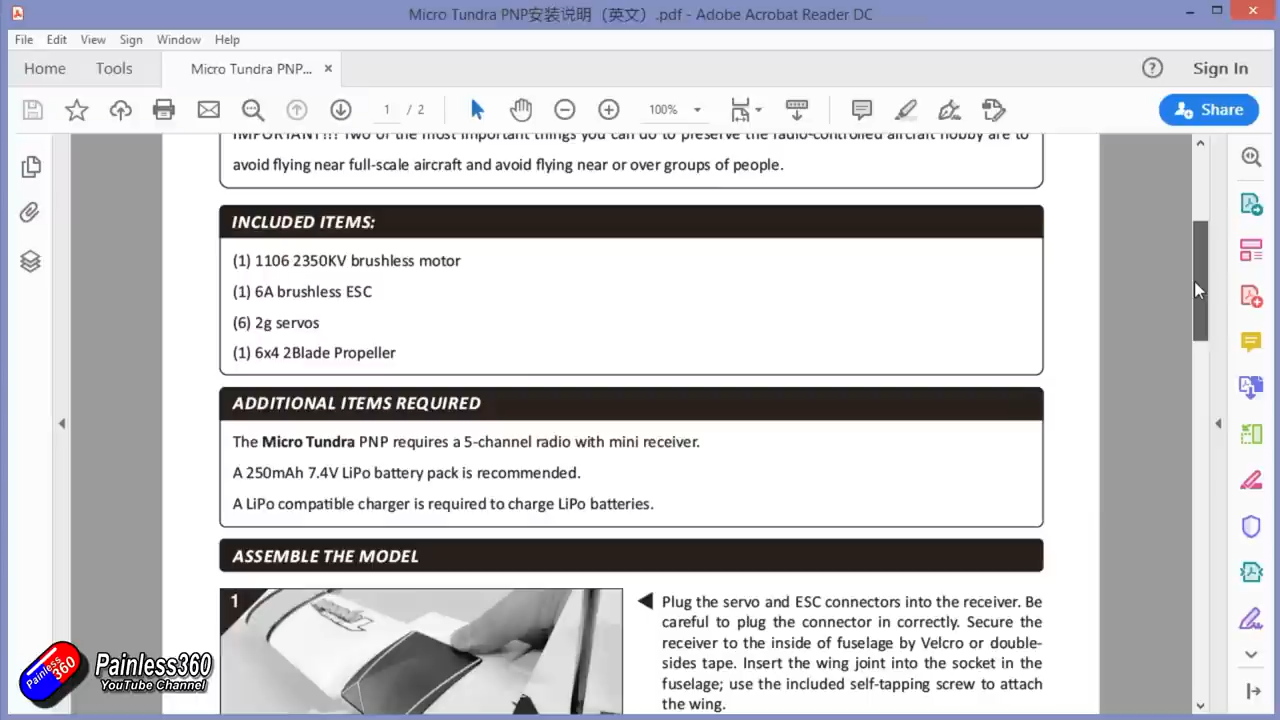 Micro Tundra PNP安装说明（英文）.pdf - Adobe Acrobat Reader DC
File Edit View Sign Window Help
Home Tools Micro Tundra PNP... × ? Sign In
1 / 2 100% Share
IMPORTANT!!! Two of the most important things you can do to preserve the radio-controlled aircraft hobby are to
avoid flying near full-scale aircraft and avoid flying near or over groups of people.
INCLUDED ITEMS:
(1) 1106 2350KV brushless motor
(1) 6A brushless ESC
(6) 2g servos
(1) 6x4 2Blade Propeller
ADDITIONAL ITEMS REQUIRED
The Micro Tundra PNP requires a 5-channel radio with mini receiver.
A 250mAh 7.4V LiPo battery pack is recommended.
A LiPo compatible charger is required to charge LiPo batteries.
ASSEMBLE THE MODEL
1
Plug the servo and ESC connectors into the receiver. Be
careful to plug the connector in correctly. Secure the
receiver to the inside of fuselage by Velcro or double-
sides tape. Insert the wing joint into the socket in the
fuselage; use the included self-tapping screw to attach
the wing.
Painless360
Painless360
YouTube Channel